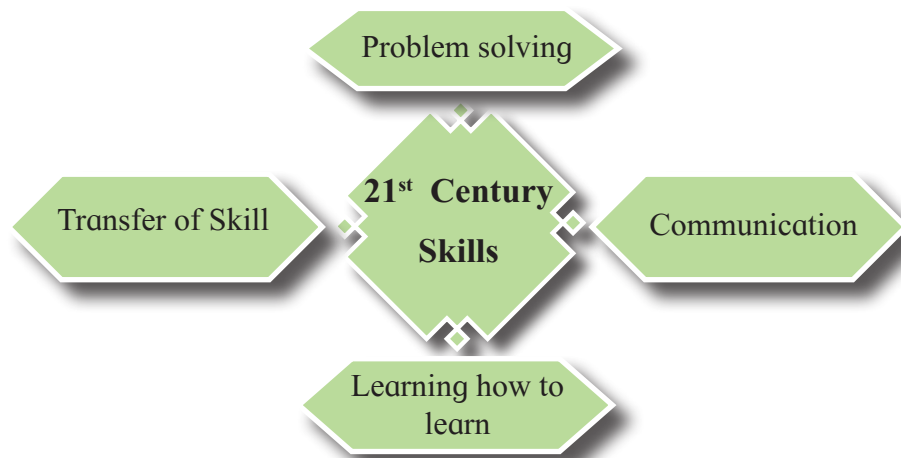 Problem solving
21st Century
Skills
Transfer of Skill
Communication
Learning how to
learn